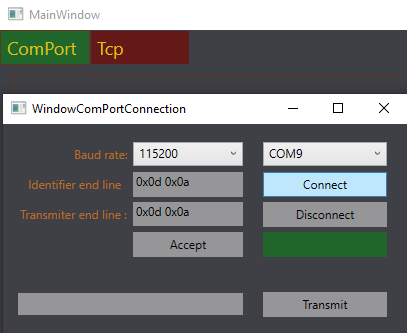 MainWindow
ComPort Tcp
WindowComPortConnection
Baud rate: 115200 COM9
Identifier end line 0x0d 0x0a Connect
Transmiter end line : 0x0d 0x0a Disconnect
Accept
Transmit